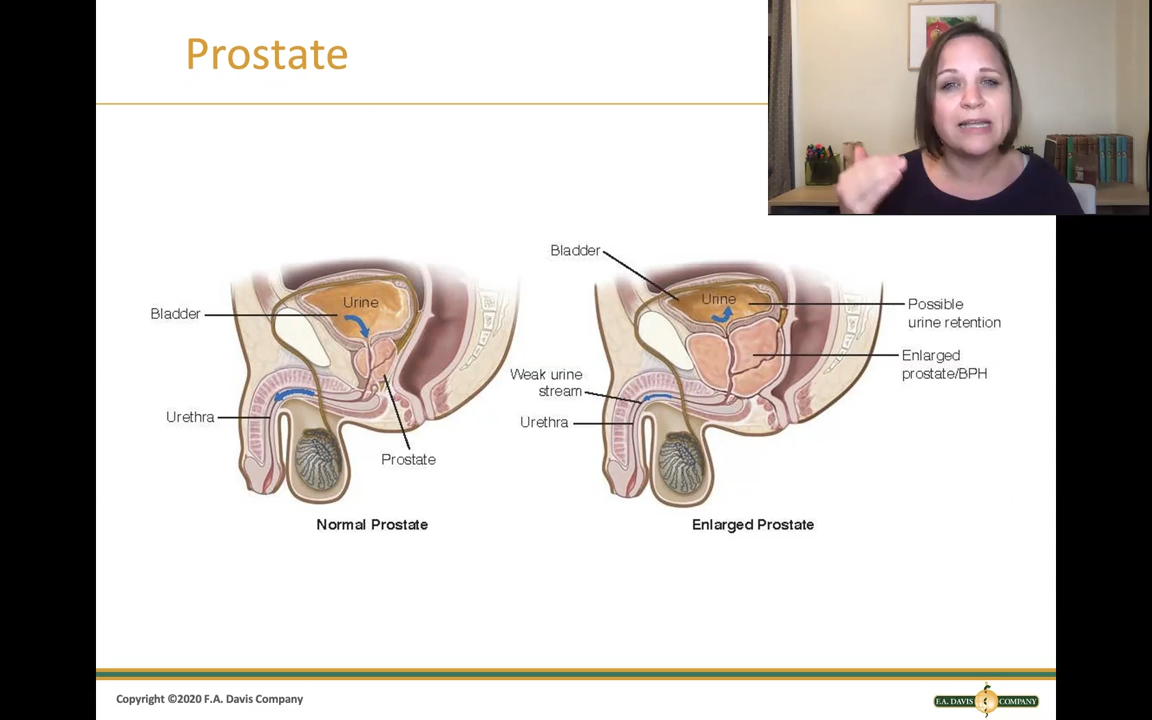 Prostate
Bladder
Urine
Urethra
Prostate
Normal Prostate
Bladder
Urine
Possible
urine retention
Enlarged
prostate/BPH
Weak urine
stream
Urethra
Enlarged Prostate
Copyright ©2020 F.A. Davis Company
F.A. DAVIS COMPANY